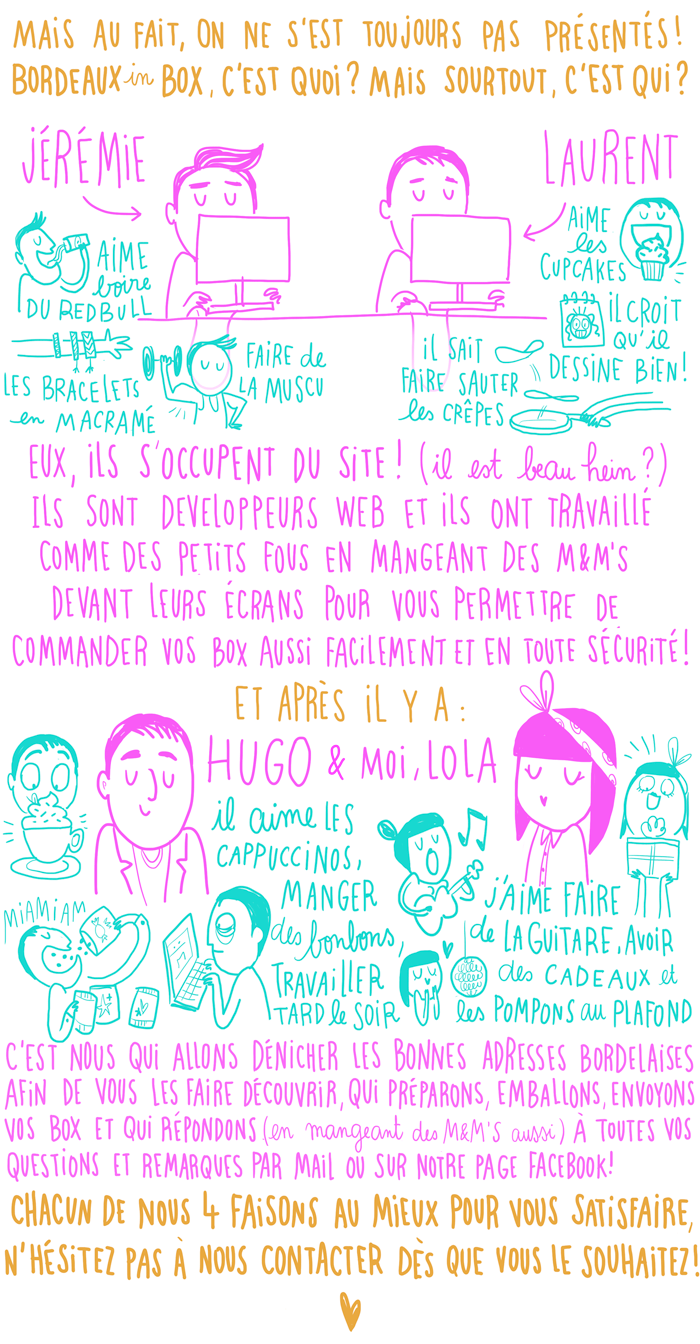 MAIS AU FAIT, ON NE S'EST TOUJOURS PAS PRÉSENTÉS !
BORDEAUX in BOX, C'EST QUOI ? MAIS SOURTOUT, C'EST QUI ?
JÉRÉMIE
LAURENT
AIME
boire
DU REDBULL
LES BRACELETS
en MACRAMÉ
FAIRE de
LA MUSCU
AIME
les
CUPCAKES
IL CROIT
QU'il
DESSINE BIEN !
iL SAIT
FAIRE SAUTER
les CRÊPES
EUX, iLS S'OCCUPENT DU SITE ! (il est beau hein ?)
ILS SONT DEVELOPPEURS WEB ET iLS ONT TRAVAILLÉ
COMME DES PETITS FOUS EN MANGEANT DES M&M'S
DEVANT LEURS ÉCRANS POUR VOUS PERMETTRE DE
COMMANDER VOS BOX AUSSI FACILEMENT ET EN TOUTE SÉCURITÉ !
ET APRÈS iL Y A :
HUGO & MOI, LOLA
il aime LES
CAPPUCCINOS,
MANGER
des bonbons,
TRAVAILLER
TARD le SOIR
MIAMIAM
J'AIME FAIRE
de LA GUITARE, AVOIR
des CADEAUX et
les POMPONS au PLAFOND
C'EST NOUS QUI ALLONS DÉNICHER LES BONNES ADRESSES BORDELAISES
AFIN DE VOUS LES FAIRE DÉCOUVRIR, QUI PRÉPARONS, EMBALLONS, ENVOYONS
VOS BOX ET QUI RÉPONDONS (en mangeant des M&M'S aussi) À TOUTES VOS
QUESTIONS ET REMARQUES PAR MAIL OU SUR NOTRE PAGE FACEBOOK !
CHACUN DE NOUS 4 FAISONS AU MIEUX POUR VOUS SATISFAIRE,
N'HÉSITEZ PAS À NOUS CONTACTER DÈS QUE VOUS LE SOUHAITEZ !